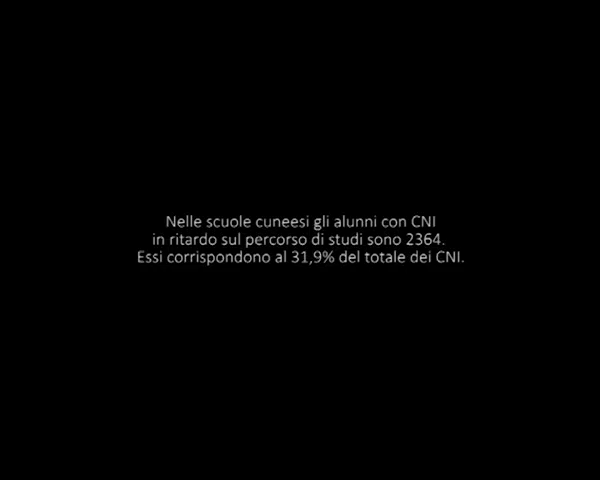 Nelle scuole cuneesi gli alunni con CNI
in ritardo sul percorso di studi sono 2364.
Essi corrispondono al 31,9% del totale dei CNI.